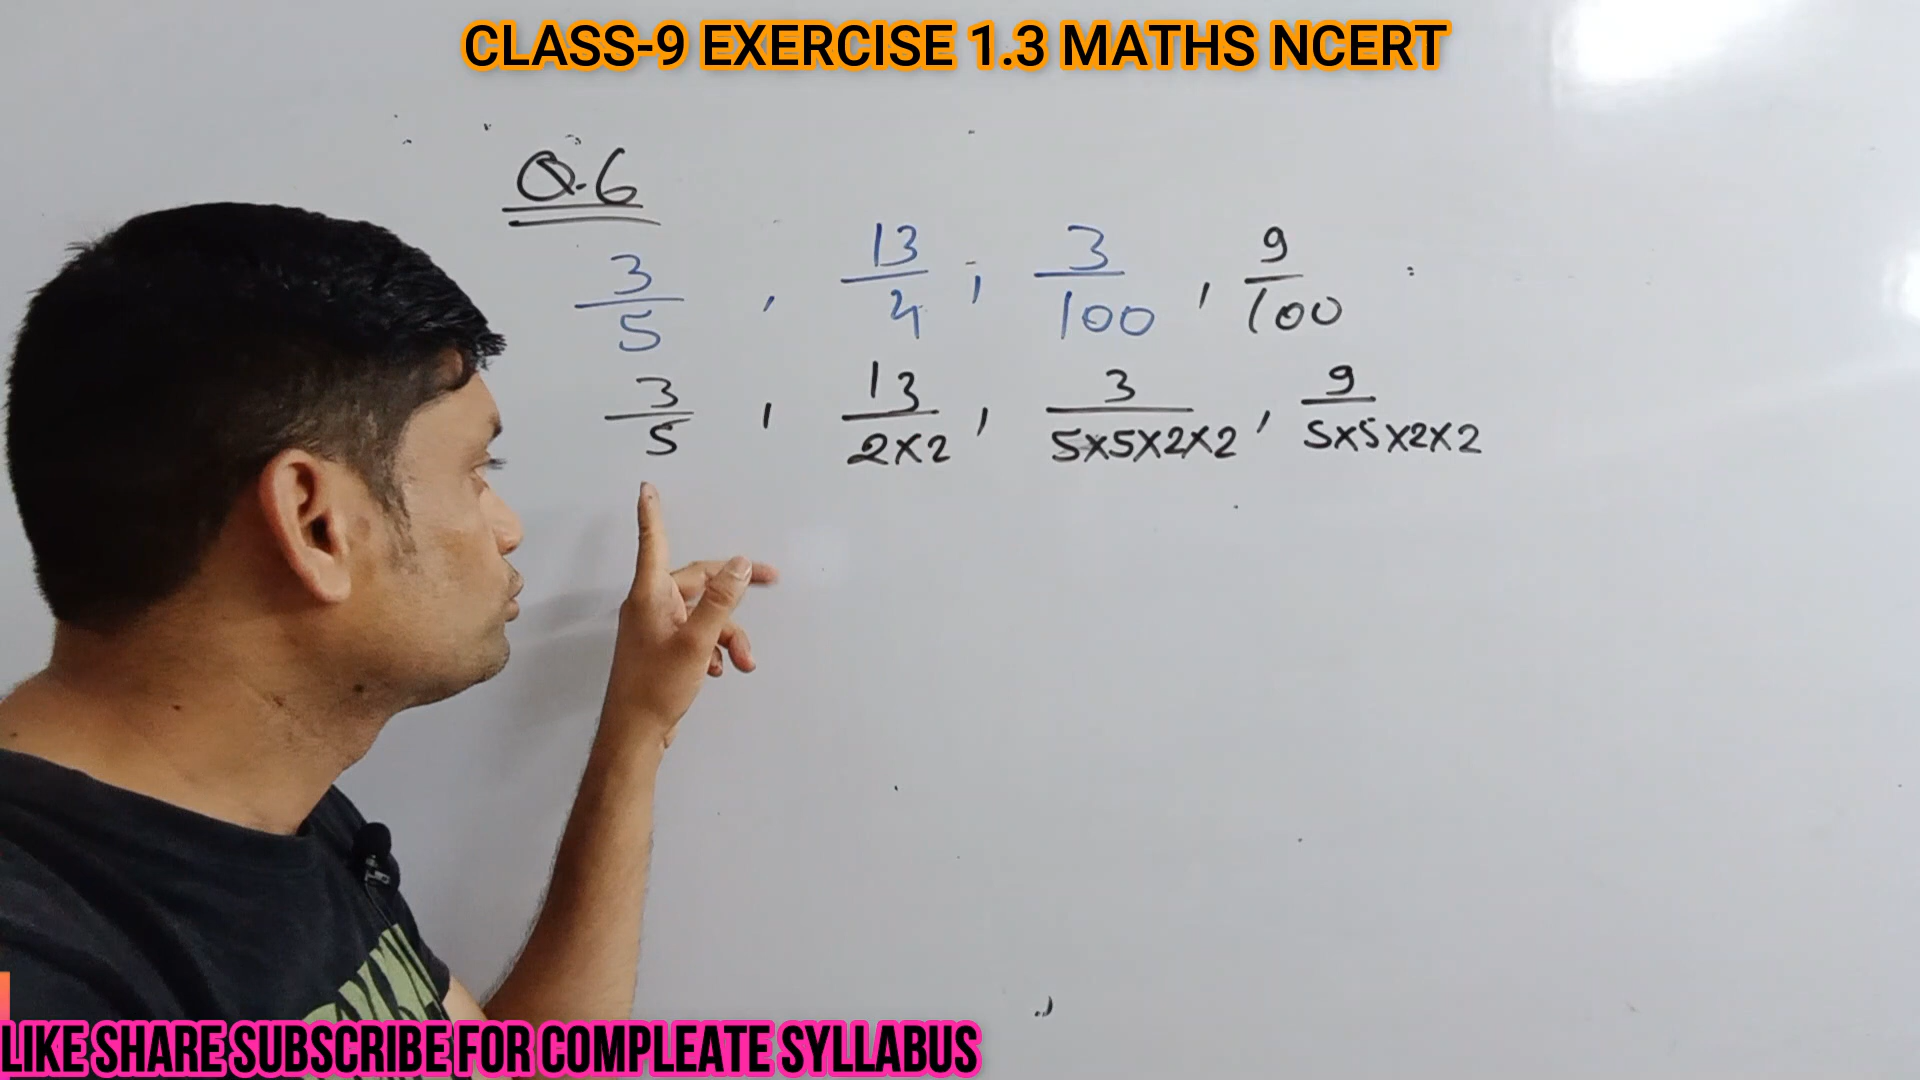 CLASS-9 EXERCISE 1.3 MATHS NCERT
Q.6
3/5 , 13/4 , 3/100 , 9/100
3/5 , 13/2×2 , 3/5×5×2×2 , 9/5×5×2×2
LIKE SHARE SUBSCRIBE FOR COMPLEATE SYLLABUS